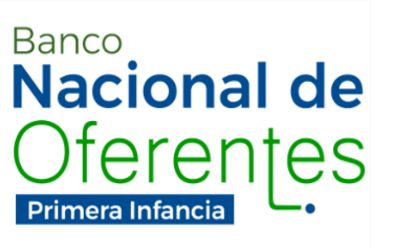 Banco
Nacional de
Oferentes
Primera Infancia